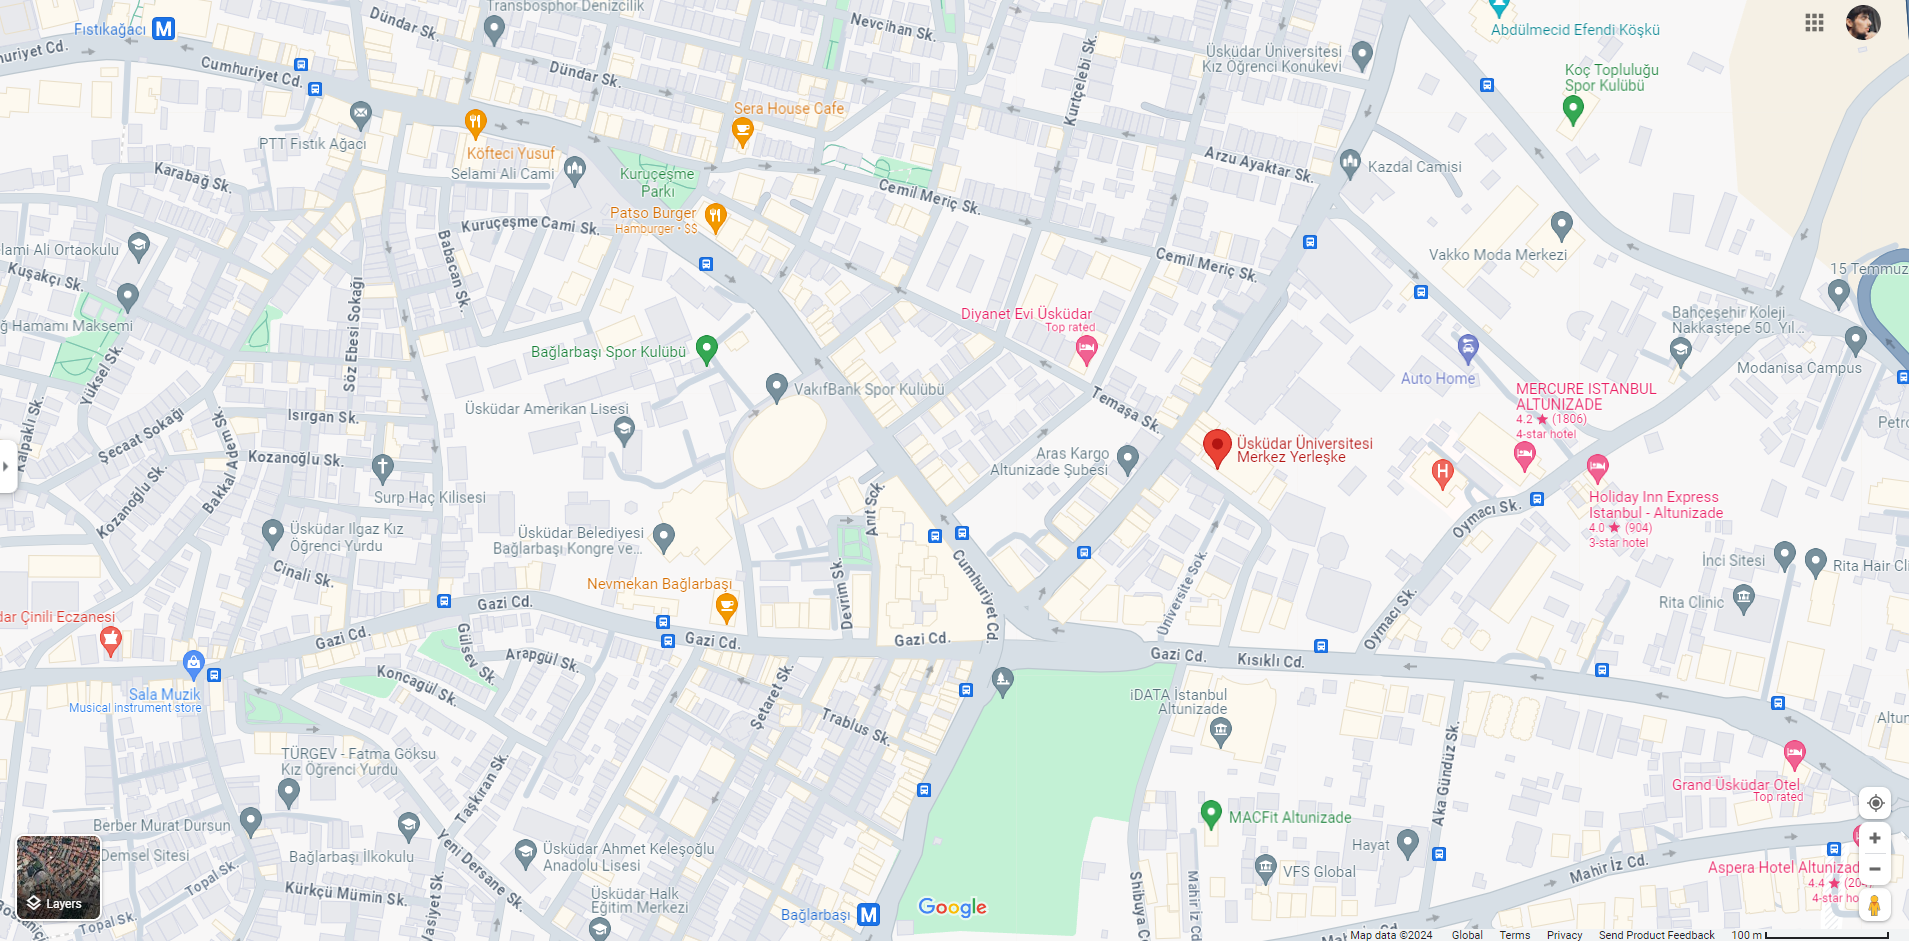 Transbosphor Denizcilik
Fıstıkağacı
M
Cumhuriyet Cd.
Dündar Sk.
Nevcihan Sk.
Üsküdar Üniversitesi
Kız Öğrenci Konukevi
Abdülmecid Efendi Köşkü
Koç Topluluğu
Spor Kulübü
Dündar Sk.
Kurtçelebi Sk.
Sera House Cafe
PTT Fıstık Ağacı
Köfteci Yusuf
Selami Ali Cami
Kuruçeşme
Parkı
Arzu Ayaktar Sk.
Kazdal Camisi
Karabağ Sk.
Cemil Meriç Sk.
Patso Burger
Hamburger • $$
Kuruçeşme Cami Sk.
Babacan Sk.
elami Ali Ortaokulu
Kuşakçı Sk.
Cemil Meriç Sk.
Vakko Moda Merkezi
15 Temmuz
ğ Hamamı Maksemi
Söz Ebesi Sokağı
Diyanet Evi Üsküdar
Top rated
Bahçeşehir Koleji
Nakkaştepe 50. Yıl...
Bağlarbaşı Spor Kulübü
Yüksel Sk.
Auto Home
Modanisa Campus
VakıfBank Spor Kulübü
MERCURE ISTANBUL
ALTUNIZADE
4.2 ★ (1806)
4-star hotel
Üsküdar Amerikan Lisesi
Isırgan Sk.
Temaşa Sk.
Kalpaklı Sk.
Şecaat Sokağı
Bakkal Adem Sk.
Petro
Üsküdar Üniversitesi
Merkez Yerleşke
Aras Kargo
Altunizade Şubesi
H
Kozanoğlu Sk.
Kozanoğlu Sk.
Surp Haç Kilisesi
Anıt Sok.
Oymacı Sk.
Holiday Inn Express
Istanbul - Altunizade
4.0 ★ (904)
3-star hotel
Üsküdar Ilgaz Kız
Öğrenci Yurdu
Üsküdar Belediyesi
Bağlarbaşı Kongre ve...
Cumhuriyet Cd.
Üniversite Sok.
İnci Sitesi
Rita Hair Cli
Cinali Sk.
Nevmekan Bağlarbaşı
Devrim Sk.
Rita Clinic
Oymacı Sk.
dar Çinili Eczanesi
Gazi Cd.
Gazi Cd.
Gazi Cd.
Gazi Cd.
Gazi Cd.
Kısıklı Cd.
Gülsev Sk.
Arapgül Sk.
Koncagül Sk.
Sala Muzik
Musical instrument store
Şetaret Sk.
Trablus Sk.
iDATA İstanbul
Altunizade
Altun
TÜRGEV - Fatma Göksu
Kız Öğrenci Yurdu
Taşkıran Sk.
Aka Gündüz Sk.
Grand Üsküdar Otel
Top rated
Berber Murat Dursun
MACFit Altunizade
Demsel Sitesi
Bağlarbaşı İlkokulu
Yeni Dersane Sk.
Üsküdar Ahmet Keleşoğlu
Anadolu Lisesi
Hayat
VFS Global
Mahir İz Cd.
Aspera Hotel Altunizad
4.4 ★ (204
4-star ho
Topal Sk.
Topal Sk.
Kürkçü Mümin Sk.
Vasiyet Sk.
Üsküdar Halk
Eğitim Merkezi
Bağlarbaşı
M
Shibuya Cd
Mahir İz Cd
Layers
Google
Map data ©2024
Global
Terms
Privacy
Send Product Feedback
100 m